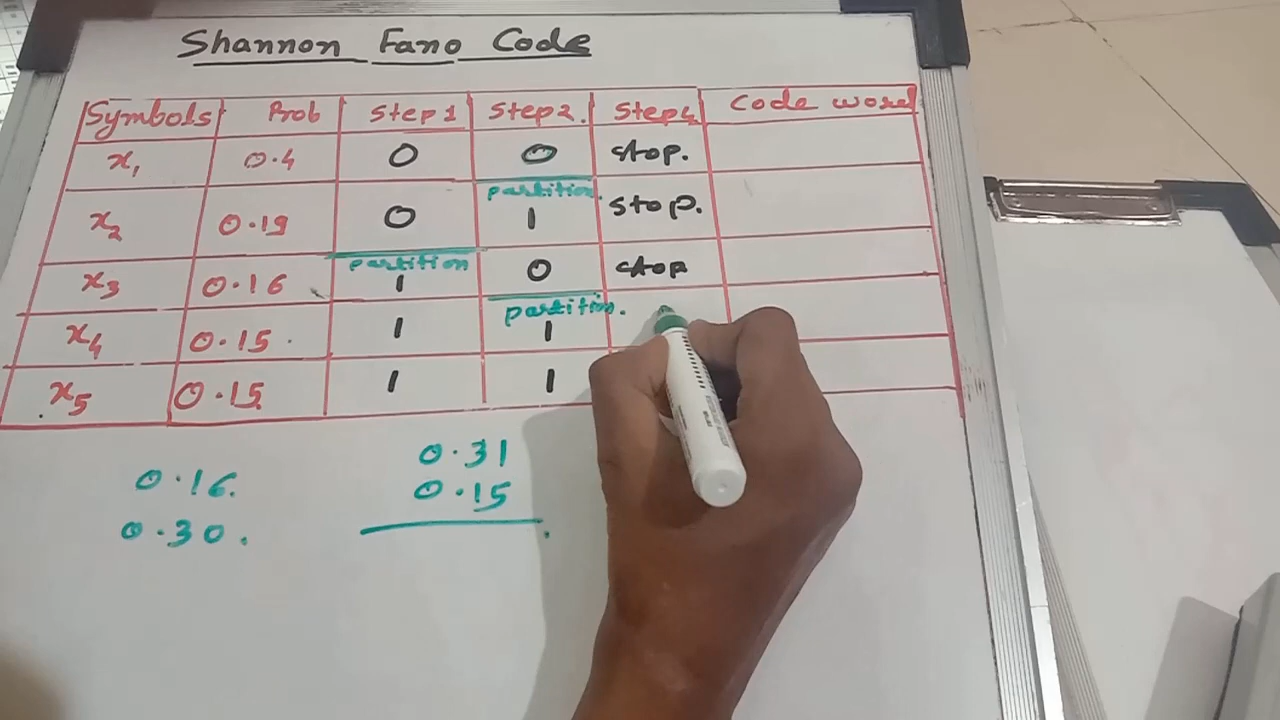 Shannon Fano Code
Symbols Prob Step 1 Step 2. Step 4 Code word
x1 0.4 0 0 stop.
partition.
x2 0.19 0 1 stop.
partition
x3 0.16 1 0 stop
partition.
x4 0.15 1 1
x5 0.15 1 1
0.16. 0.31
0.30. 0.15